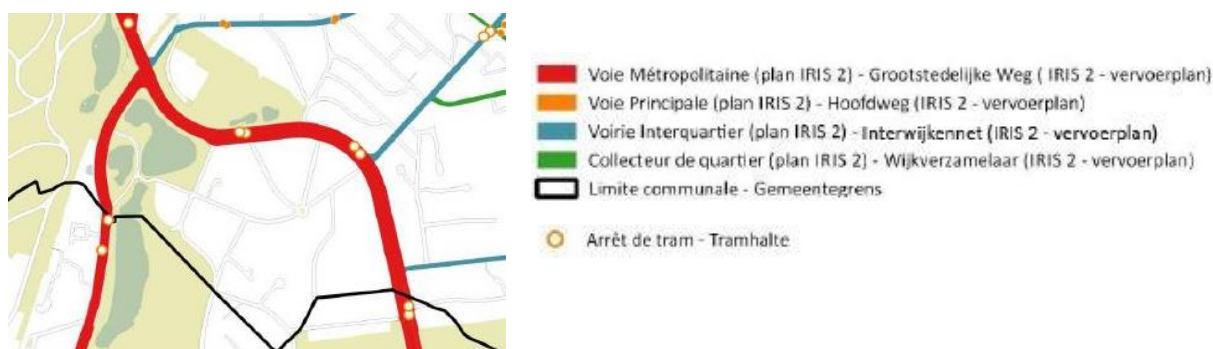 Voie Métropolitaine (plan IRIS 2) - Grootstedelijke Weg ( IRIS 2 - vervoerplan)
Voie Principale (plan IRIS 2) - Hoofdweg (IRIS 2 - vervoerplan)
Voirie Interquartier (plan IRIS 2) - Interwijkennet (IRIS 2 - vervoerplan)
Collecteur de quartier (plan IRIS 2) - Wijkverzamelaar (IRIS 2 - vervoerplan)
Limite communale - Gemeentegrens
Arrêt de tram - Tramhalte